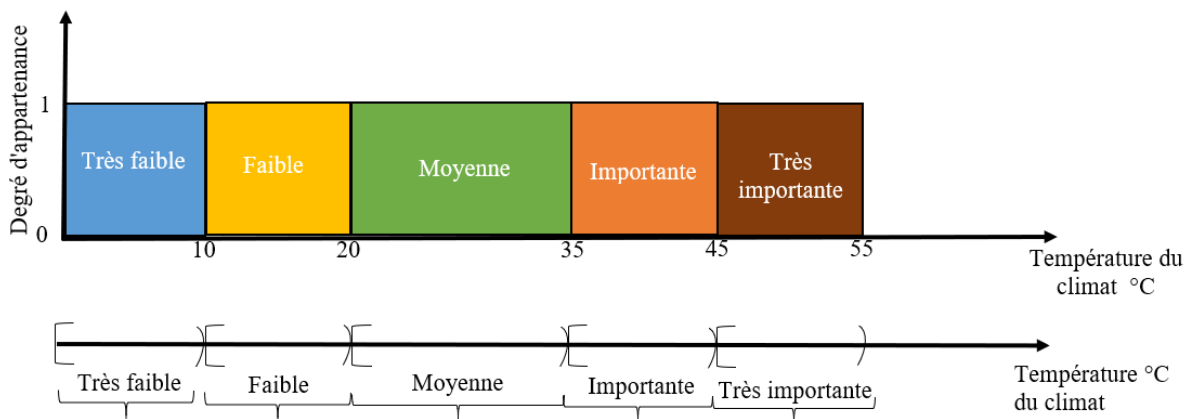 Degré d'appartenance
1
0
Très faible
Faible
Moyenne
Importante
Très
importante
10
20
35
45
55
Température du
climat °C
Très faible
Faible
Moyenne
Importante
Très importante
Température °C
du climat